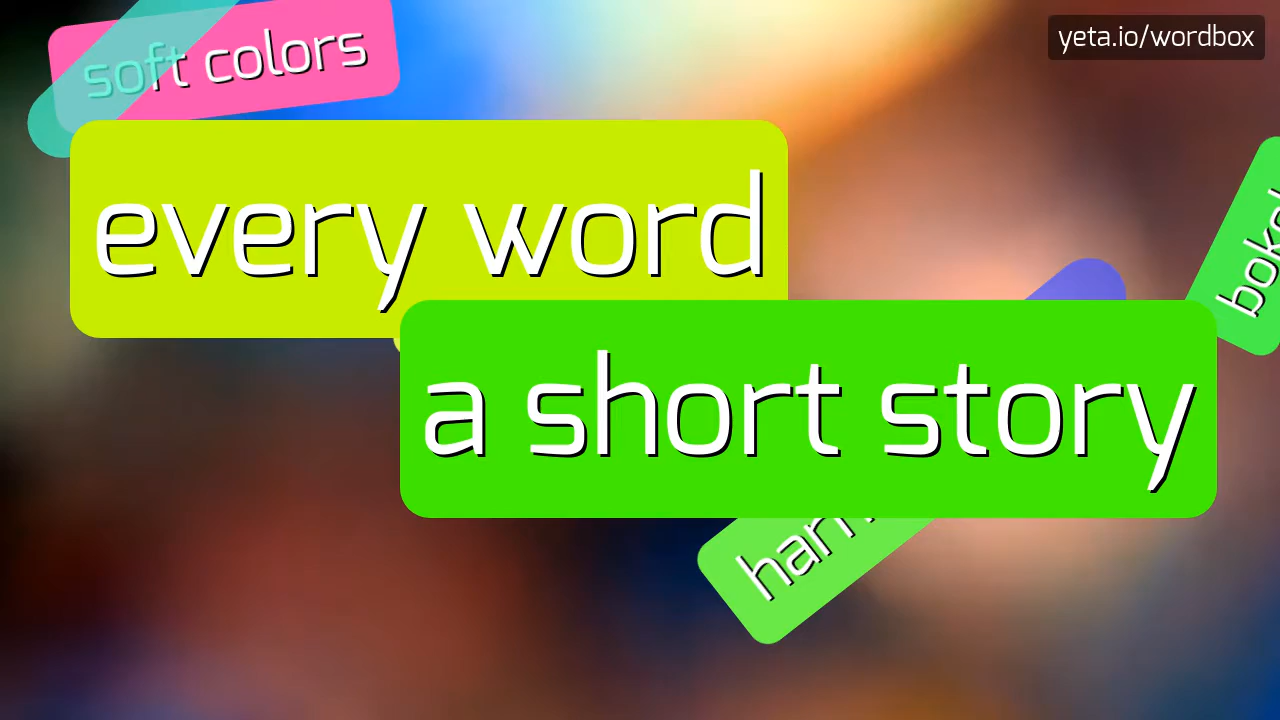 soft colors
yeta.io/wordbox
every word
a short story